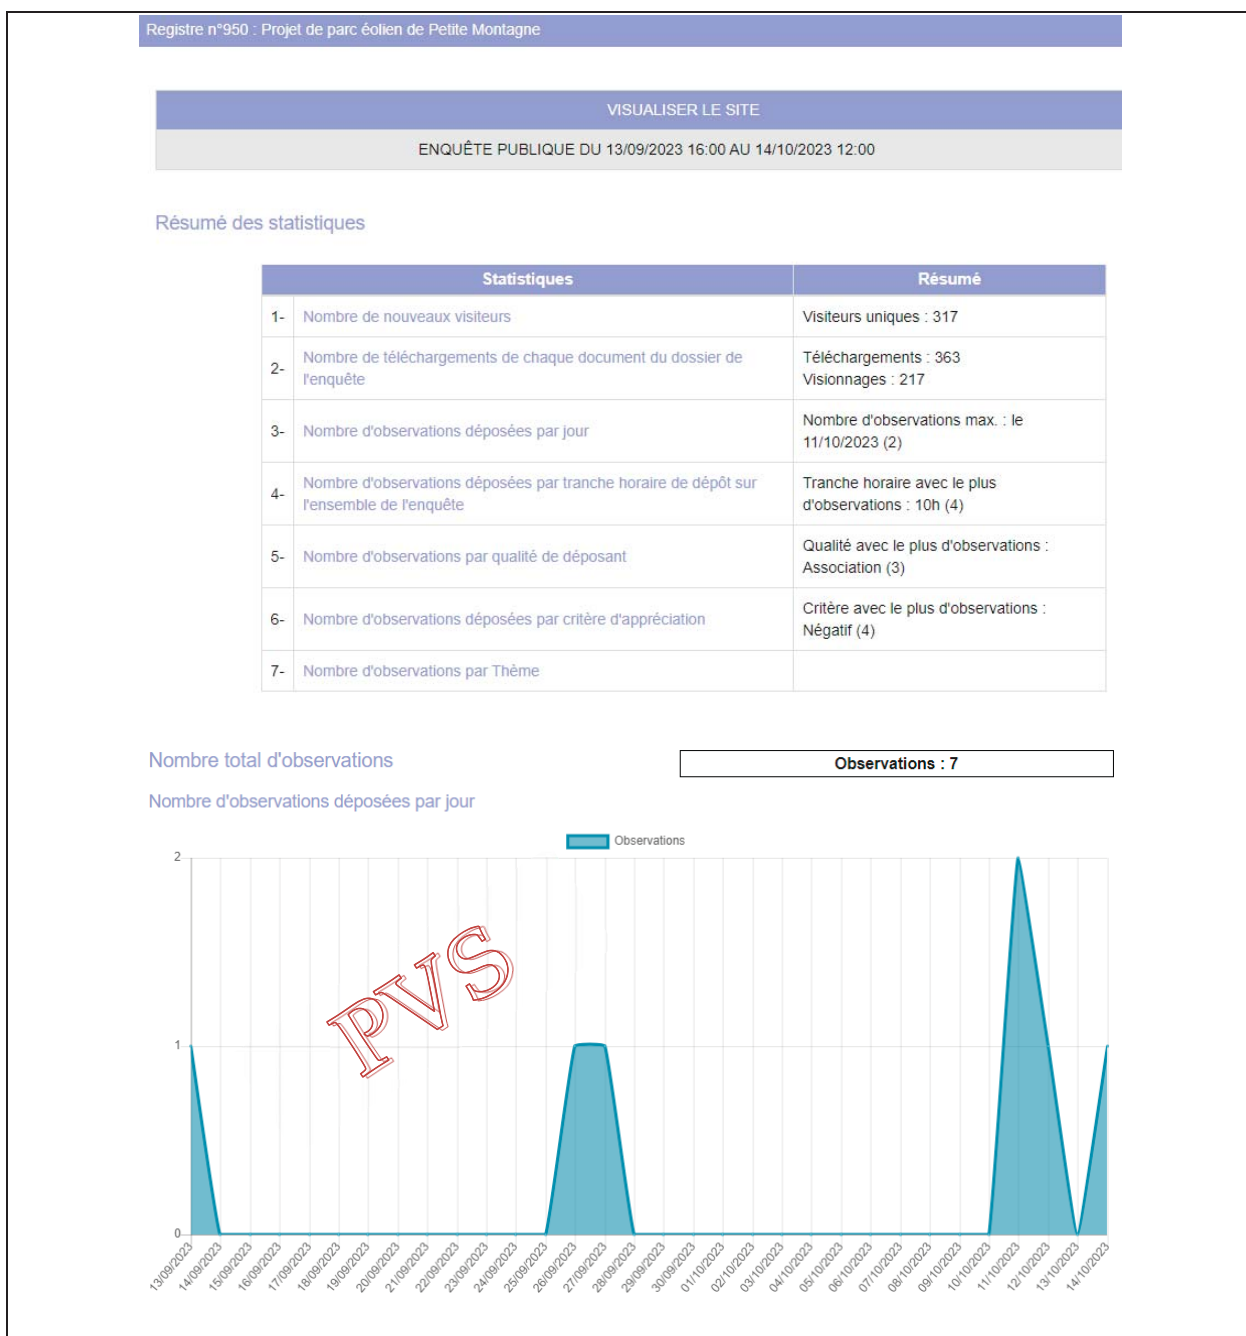 Registre n°950 : Projet de parc éolien de Petite Montagne
VISUALISER LE SITE
ENQUÊTE PUBLIQUE DU 13/09/2023 16:00 AU 14/10/2023 12:00
Résumé des statistiques
Statistiques Résumé
1- Nombre de nouveaux visiteurs Visiteurs uniques : 317
2- Nombre de téléchargements de chaque document du dossier de
l'enquête
Téléchargements : 363
Visionnages : 217
3- Nombre d'observations déposées par jour
Nombre d'observations max. : le
11/10/2023 (2)
4- Nombre d'observations déposées par tranche horaire de dépôt sur
l'ensemble de l'enquête
Tranche horaire avec le plus
d'observations : 10h (4)
5- Nombre d'observations par qualité de déposant
Qualité avec le plus d'observations :
Association (3)
6- Nombre d'observations déposées par critère d'appréciation
Critère avec le plus d'observations :
Négatif (4)
7- Nombre d'observations par Thème
Nombre total d'observations
Observations : 7
Nombre d'observations déposées par jour
Observations
2
1
0
PVS
13/09/2023
14/09/2023
15/09/2023
16/09/2023
17/09/2023
18/09/2023
19/09/2023
20/09/2023
21/09/2023
22/09/2023
23/09/2023
24/09/2023
25/09/2023
26/09/2023
27/09/2023
28/09/2023
29/09/2023
30/09/2023
01/10/2023
02/10/2023
03/10/2023
04/10/2023
05/10/2023
06/10/2023
07/10/2023
08/10/2023
09/10/2023
10/10/2023
11/10/2023
12/10/2023
13/10/2023
14/10/2023